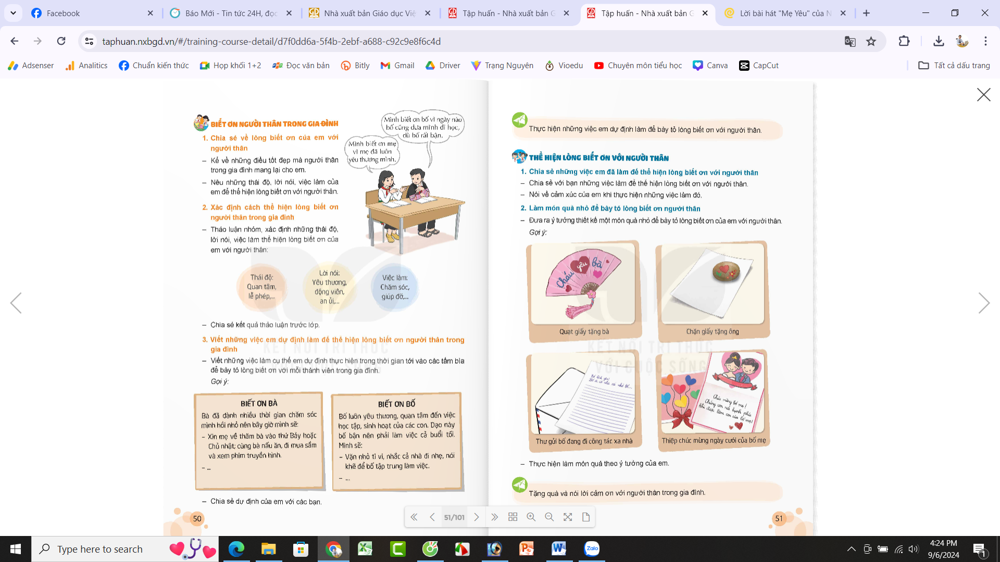 Facebook
Báo Mới - Tin tức 24H, đọc
Nhà xuất bản Giáo dục Việ
Tập huấn - Nhà xuất bản G
Tập huấn - Nhà xuất bản G
Lời bài hát "Mẹ Yêu" của N
taphuan.nxbgd.vn/#/training-course-detail/d7f0dd6a-5f4b-2ebf-a688-c92c9e8f6c4d
Adsenser
Analitics
Chuẩn kiến thức
Họp khối 1+2
Đọc văn bản
Bitly
Gmail
Driver
Trạng Nguyên
Vioedu
Chuyên môn tiểu học
Canva
CapCut
Tất cả dấu trang
BIẾT ƠN NGƯỜI THÂN TRONG GIA ĐÌNH
1. Chia sẻ về lòng biết ơn của em với
người thân
– Kể về những điều tốt đẹp mà người thân
trong gia đình mang lại cho em.
– Nêu những thái độ, lời nói, việc làm của
em để thể hiện lòng biết ơn với người thân.
2. Xác định cách thể hiện lòng biết ơn
người thân trong gia đình
– Thảo luận nhóm, xác định những thái độ,
lời nói, việc làm thể hiện lòng biết ơn của
em với người thân:
Mình biết ơn bố vì ngày nào
bố cũng đưa mình đi học,
dù bố rất bận.
Mình biết ơn mẹ
vì mẹ đã luôn
yêu thương mình.
Thái độ:
Quan tâm,
lễ phép,...
Lời nói:
Yêu thương,
động viên,
an ủi,...
Việc làm:
Chăm sóc,
giúp đỡ,...
– Chia sẻ kết quả thảo luận trước lớp.
3. Viết những việc em dự định làm để thể hiện lòng biết ơn người thân trong
gia đình
– Viết những việc làm cụ thể em dự định thực hiện trong thời gian tới vào các tấm bìa
để bày tỏ lòng biết ơn với mỗi thành viên trong gia đình.
Gợi ý:
BIẾT ƠN BÀ
Bà đã dành nhiều thời gian chăm sóc
mình hồi nhỏ nên bây giờ mình sẽ:
– Xin mẹ về thăm bà vào thứ Bảy hoặc
Chủ nhật; cùng bà nấu ăn, đi mua sắm
và xem phim truyền hình.
– ...
BIẾT ƠN BỐ
Bố luôn yêu thương, quan tâm đến việc
học tập, sinh hoạt của các con. Dạo này
bố bận nên phải làm việc cả buổi tối.
Mình sẽ:
– Vặn nhỏ ti vi, nhắc cả nhà đi nhẹ, nói
khẽ để bố tập trung làm việc.
– ...
– Chia sẻ dự định của em với các bạn.
50
KẾT NỐI TRI THỨC
Thực hiện những việc em dự định làm để bày tỏ lòng biết ơn với người thân.
THỂ HIỆN LÒNG BIẾT ƠN VỚI NGƯỜI THÂN
1. Chia sẻ những việc em đã làm để thể hiện lòng biết ơn với người thân
– Chia sẻ với bạn những việc làm để thể hiện lòng biết ơn với người thân.
– Nói về cảm xúc của em khi thực hiện những việc làm đó.
2. Làm món quà nhỏ để bày tỏ lòng biết ơn người thân
– Đưa ra ý tưởng thiết kế một món quà nhỏ để bày tỏ lòng biết ơn của em với người thân.
Gợi ý:
Cháu yêu bà
Quạt giấy tặng bà
Chặn giấy tặng ông
KẾT NỐI TRI THỨC
VỚI CUỘC SỐNG
Thư gửi bố đang đi công tác xa nhà
Chúc mừng bố mẹ!
Chúng con rất hạnh phúc
khi được làm con của bố mẹ!
Thiệp chúc mừng ngày cưới của bố mẹ
– Thực hiện làm món quà theo ý tưởng của em.
Tặng quà và nói lời cảm ơn với người thân trong gia đình.
51
51/101
Type here to search
Zalo
4:24 PM
9/6/2024
1